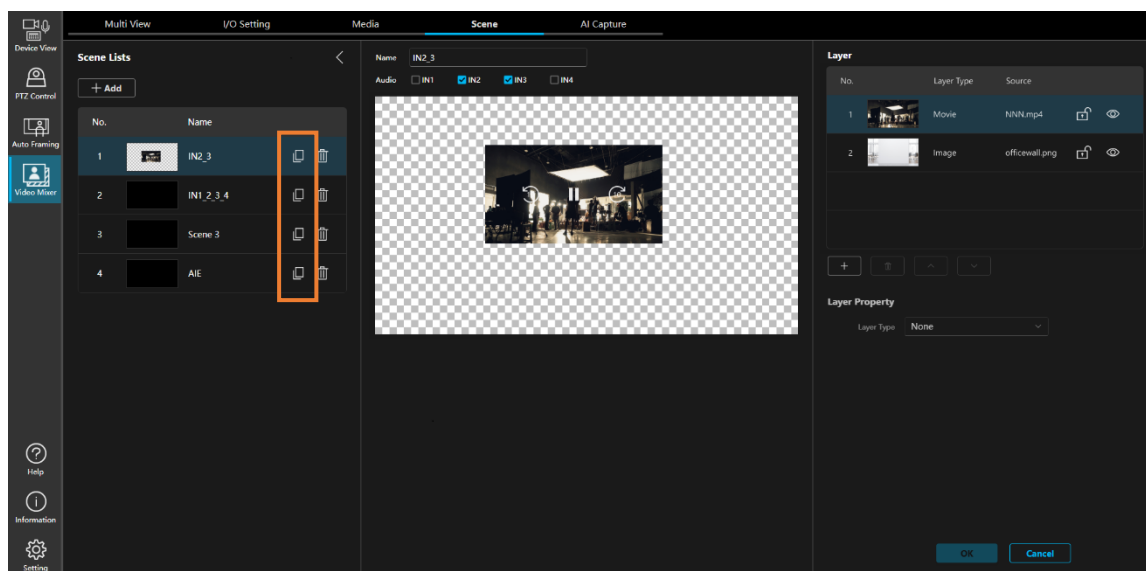 Multi View I/O Setting Media Scene AI Capture
Device View
PTZ Control
Auto Framing
Video Mixer
Help
Information
Setting
Scene Lists
+ Add
No. Name
1 IN2_3
2 IN1_2_3_4
3 Scene 3
4 AIE
Name IN2_3
Audio IN1 IN2 IN3 IN4
Layer
No. Layer Type Source
1 Movie NNN.mp4
2 Image officewall.png
Layer Property
Layer Type None
OK Cancel